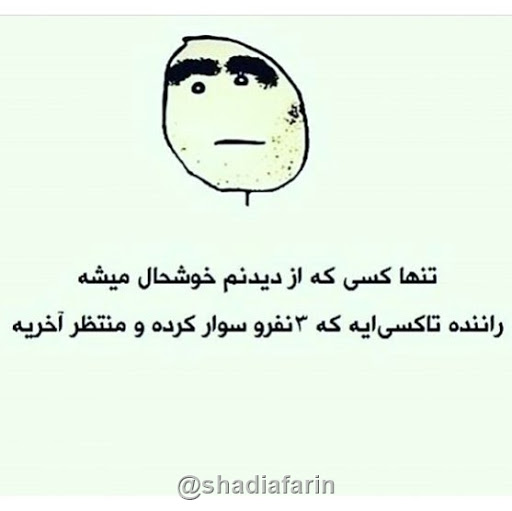 تنها کسی که از دیدنم خوشحال میشه
راننده تاکسی‌ایه که ۳نفرو سوار کرده و منتظر آخریه
@shadiafarin